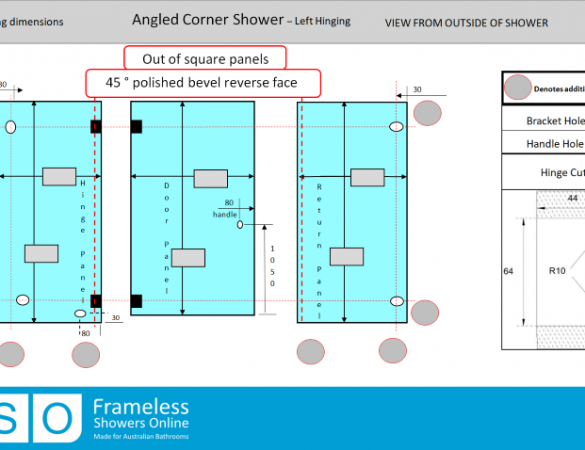 ng dimensions
Angled Corner Shower – Left Hinging
VIEW FROM OUTSIDE OF SHOWER
Out of square panels
45 ° polished bevel reverse face
30
30
Denotes additi
Bracket Hole
Handle Hole
Hinge Cut
44
64
R10
Hinge Panel
Door Panel
80
handle
1050
Return Panel
30
80
SO
Frameless
Showers Online
Made for Australian Bathrooms